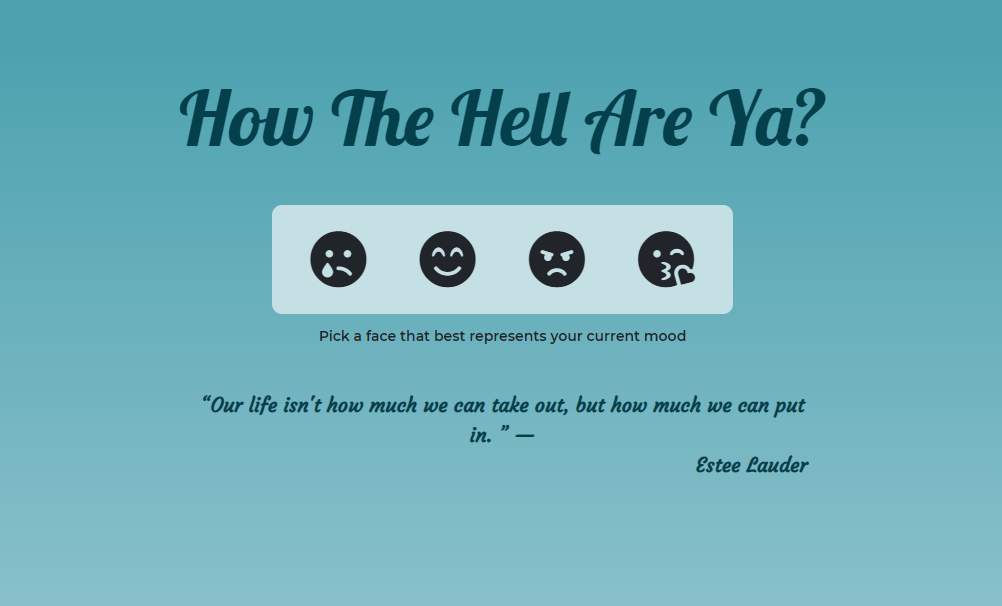 How The Hell Are Ya?
Pick a face that best represents your current mood
“Our life isn't how much we can take out, but how much we can put
in. ” —
Estee Lauder